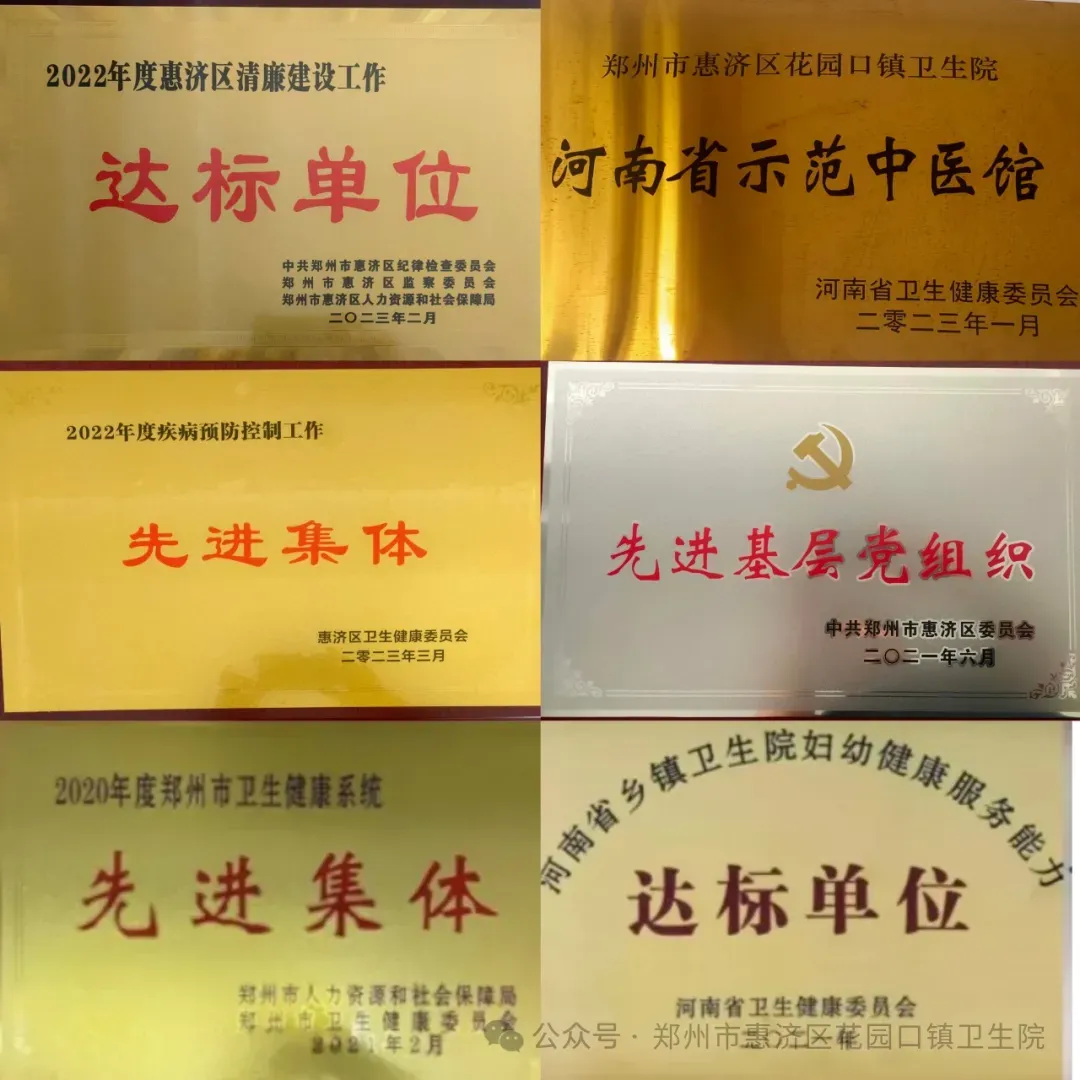 2022年度惠济区清廉建设工作
达标单位
中共郑州市惠济区纪律检查委员会
郑州市惠济区监察委员会
郑州市惠济区人力资源和社会保障局
二〇二三年二月
郑州市惠济区花园口镇卫生院
河南省示范中医馆
河南省卫生健康委员会
二零二三年一月
2022年度疾病预防控制工作
先进集体
惠济区卫生健康委员会
二零二三年三月
先进基层党组织
中共郑州市惠济区委员会
二〇二一年六月
2020年度郑州市卫生健康系统
先进集体
郑州市人力资源和社会保障局
郑州市卫生健康委员会
2021年2月
河南省乡镇卫生院妇幼健康服务能力
达标单位
河南省卫生健康委员会
二〇二一年
公众号·郑州市惠济区花园口镇卫生院